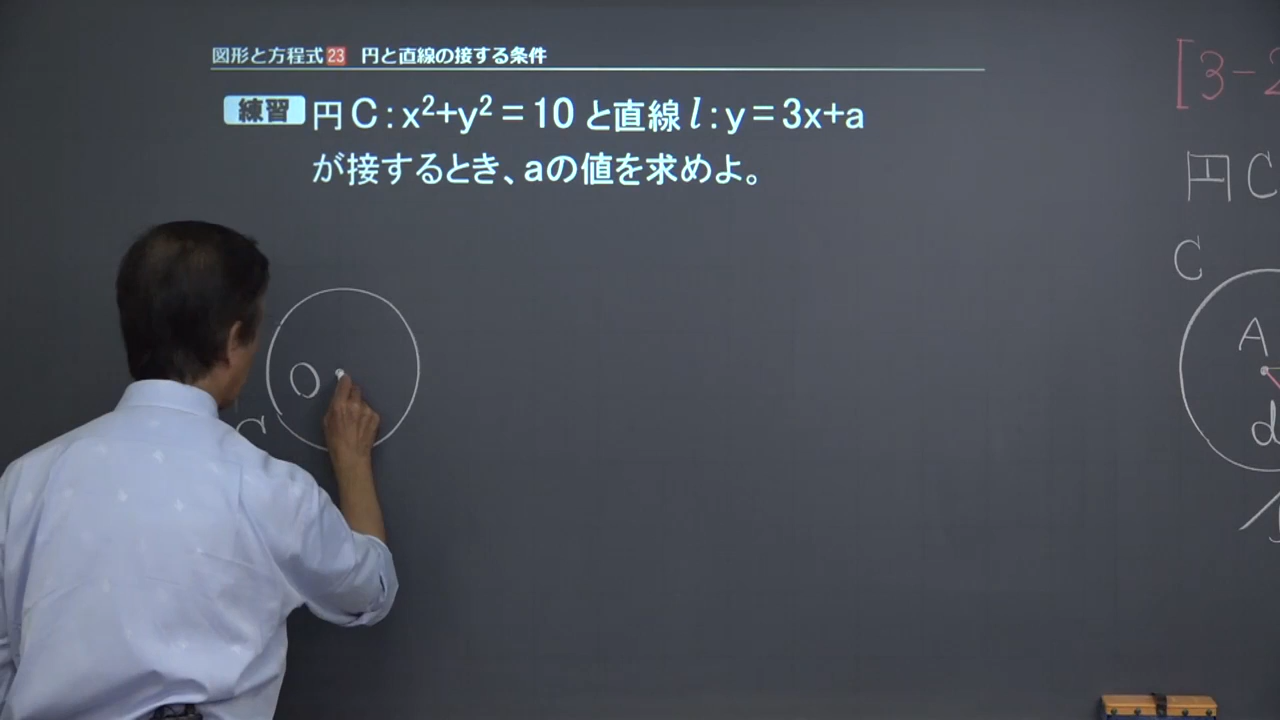 図形と方程式23 円と直線の接する条件
練習 円C:x²+y²=10と直線l:y=3x+a
が接するとき、aの値を求めよ。
O
C
[3-2
円C
C
A
d